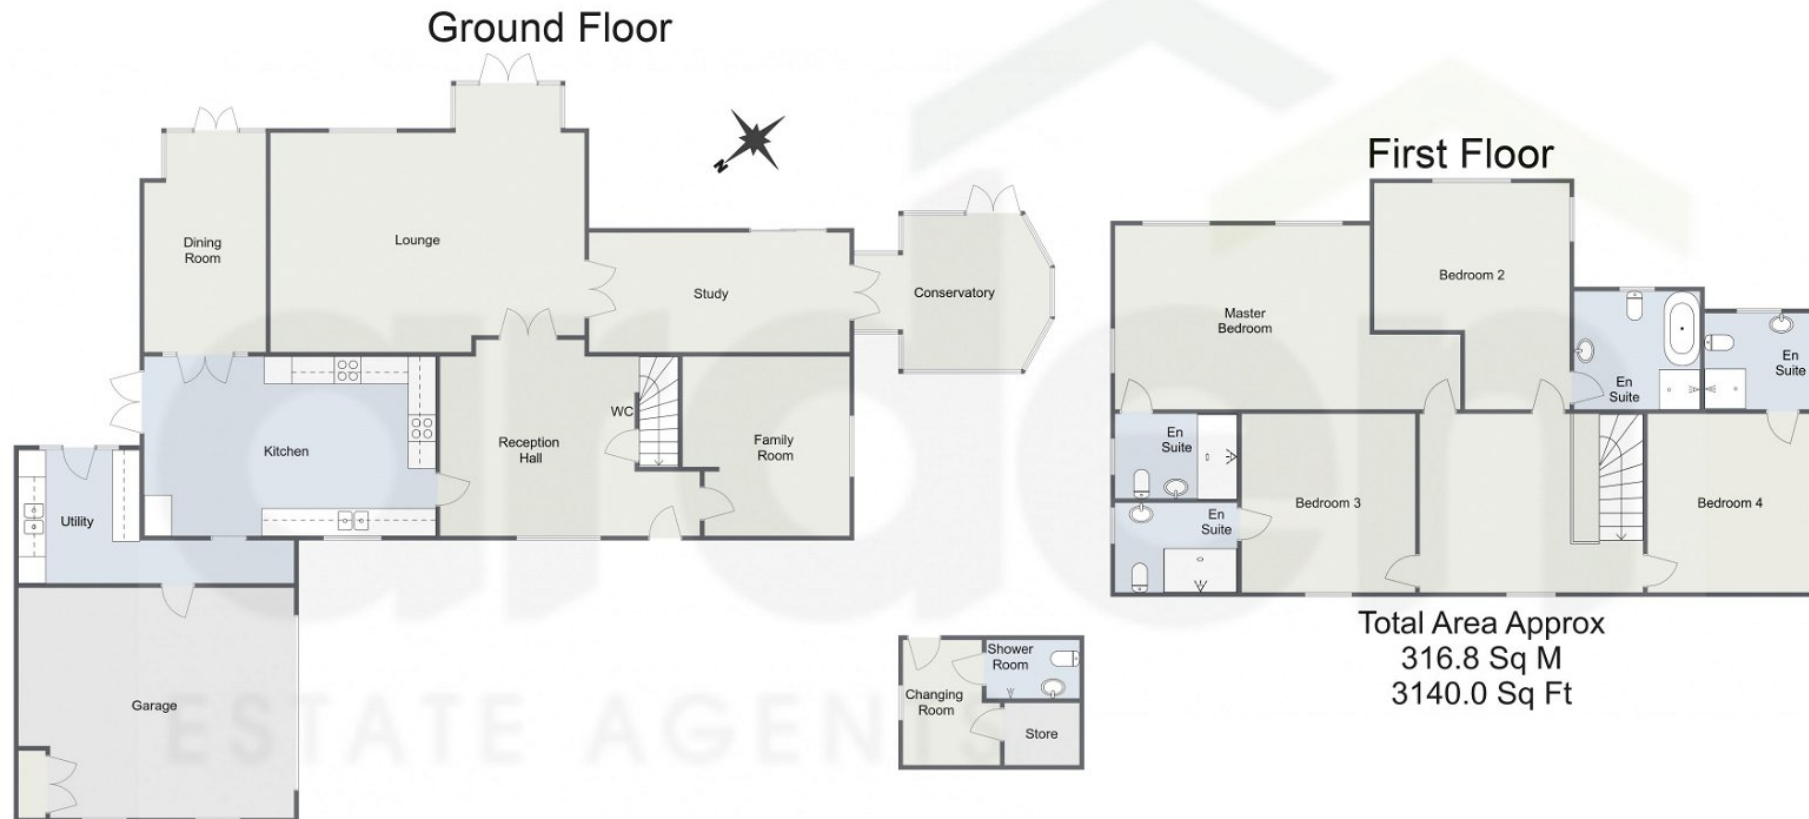 Ground Floor
Dining
Room
Lounge
N
Study
Conservatory
Kitchen
Reception
Hall
WC
Family
Room
Utility
Garage
Changing
Room
Shower
Room
Store
First Floor
Master
Bedroom
Bedroom 2
En
Suite
En
Suite
En
Suite
En
Suite
Bedroom 3
Bedroom 4
Total Area Approx
316.8 Sq M
3140.0 Sq Ft
arden
ESTATE AGENTS